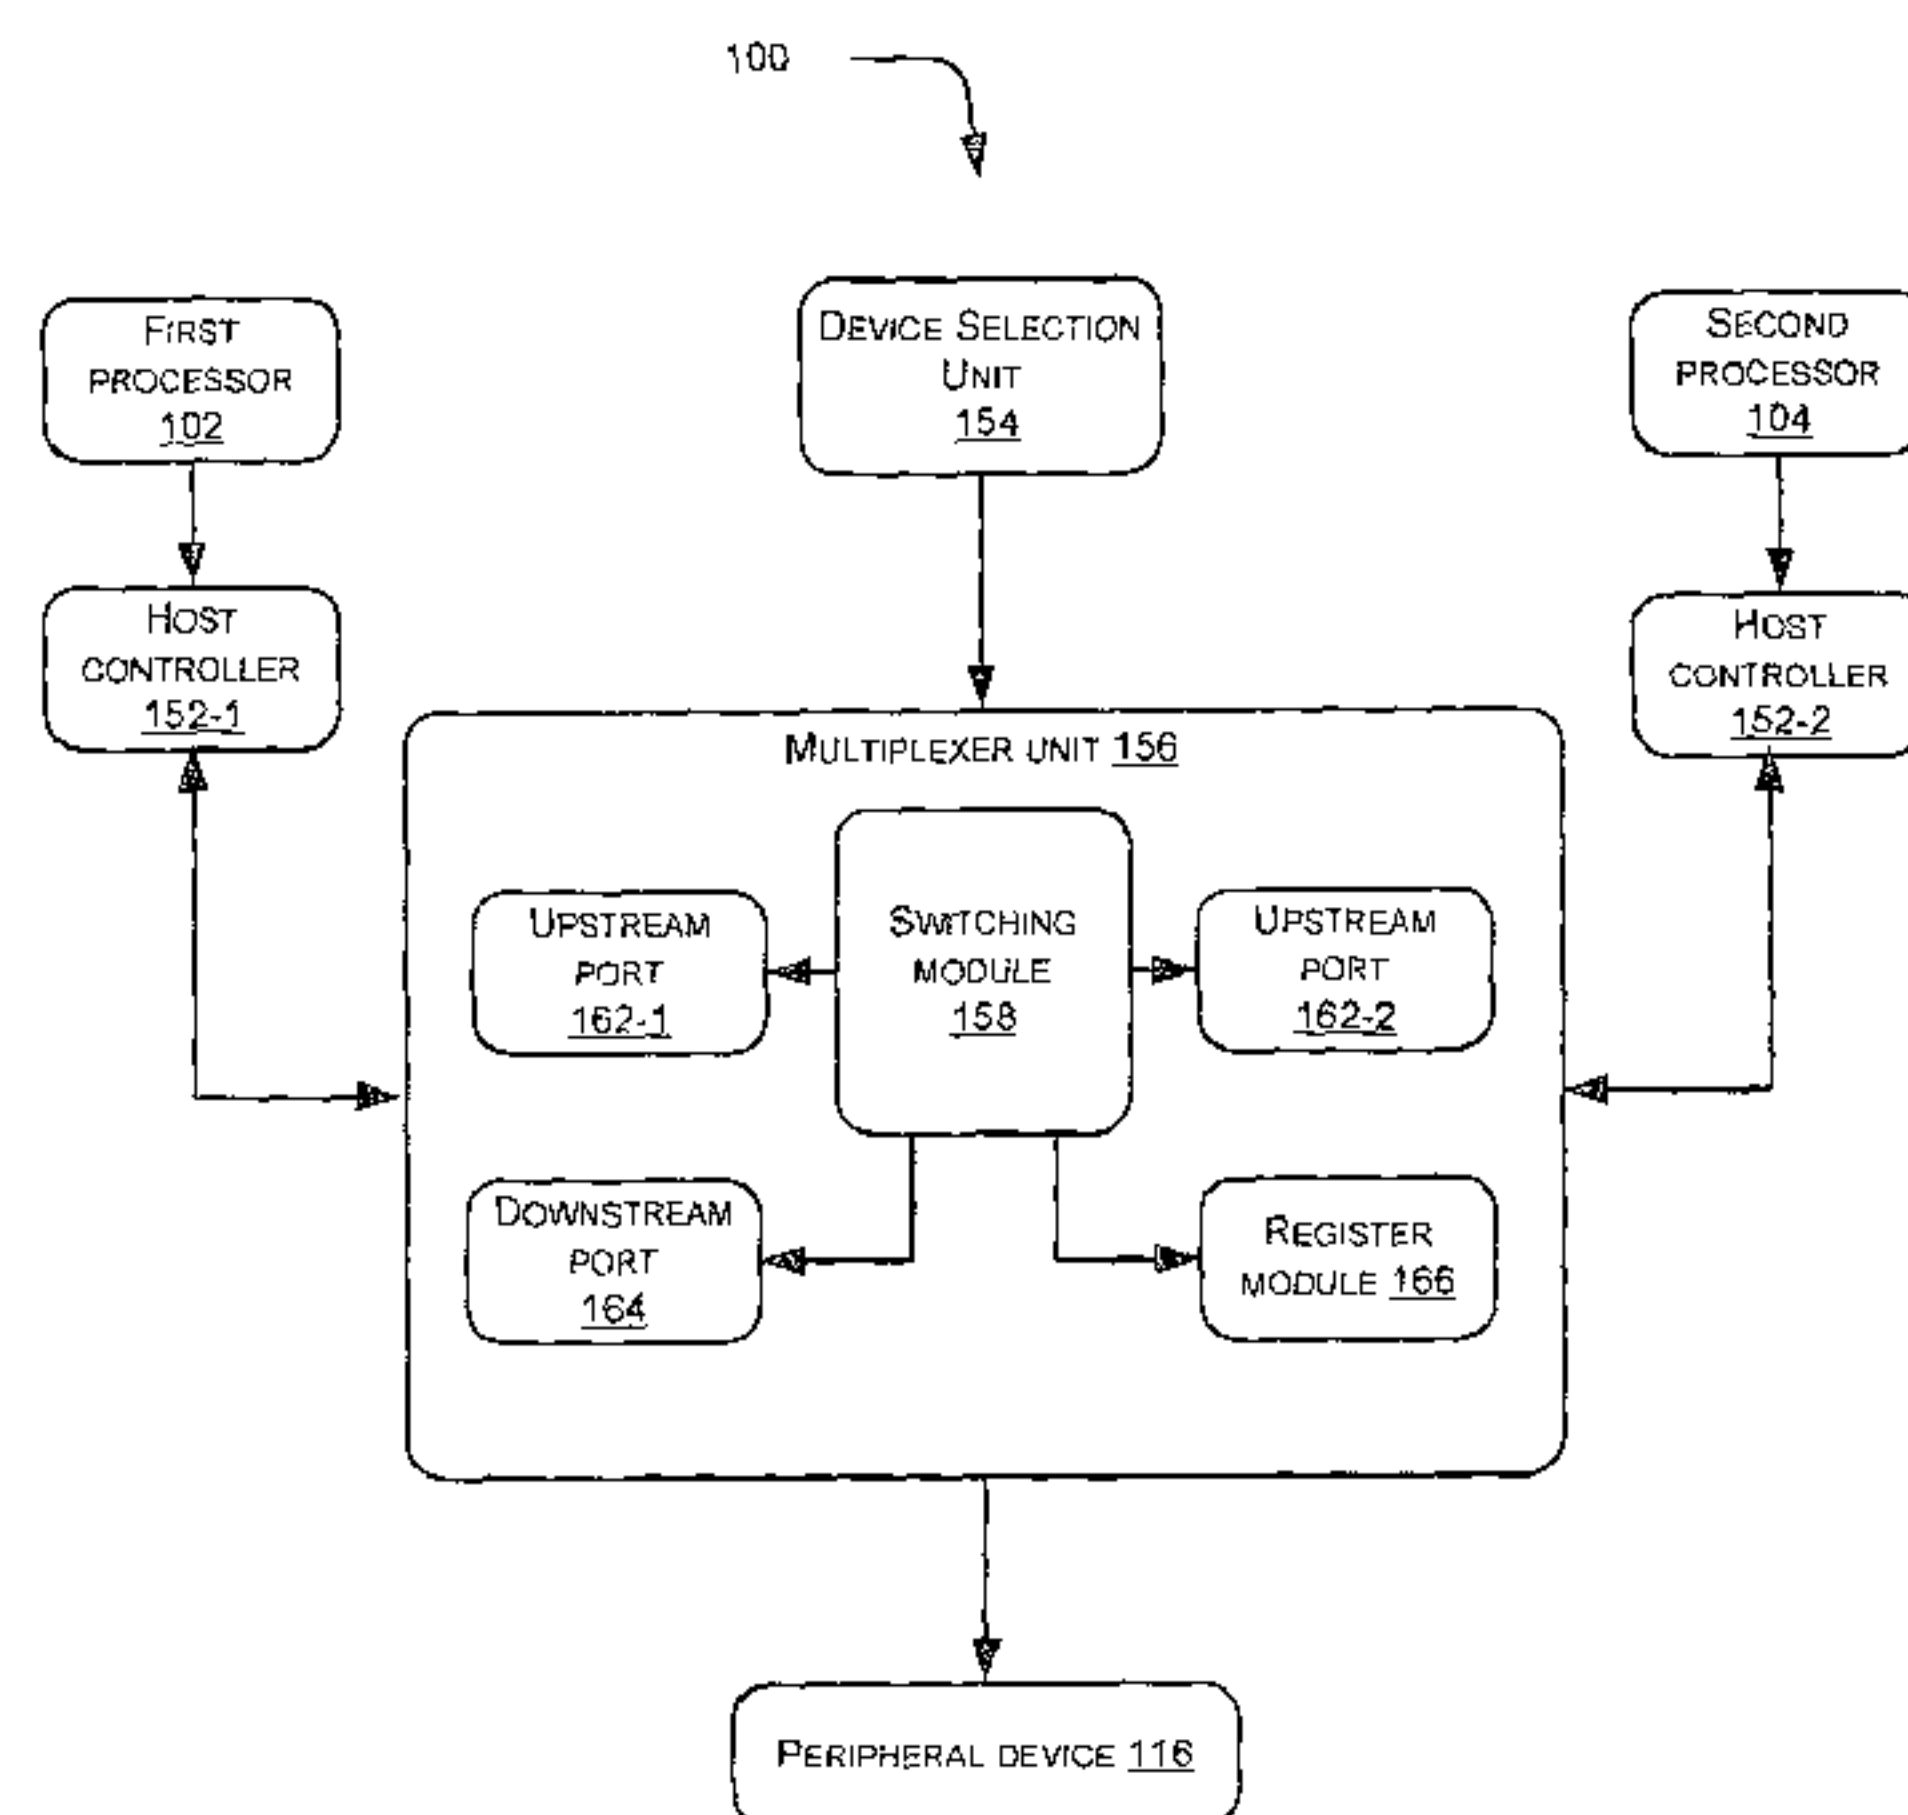 100
FIRST
PROCESSOR
102
DEVICE SELECTION
UNIT
154
SECOND
PROCESSOR
104
HOST
CONTROLLER
152-1
HOST
CONTROLLER
152-2
MULTIPLEXER UNIT 156
UPSTREAM
PORT
162-1
SWITCHING
MODULE
158
UPSTREAM
PORT
162-2
DOWNSTREAM
PORT
164
REGISTER
MODULE 166
PERIPHERAL DEVICE 116